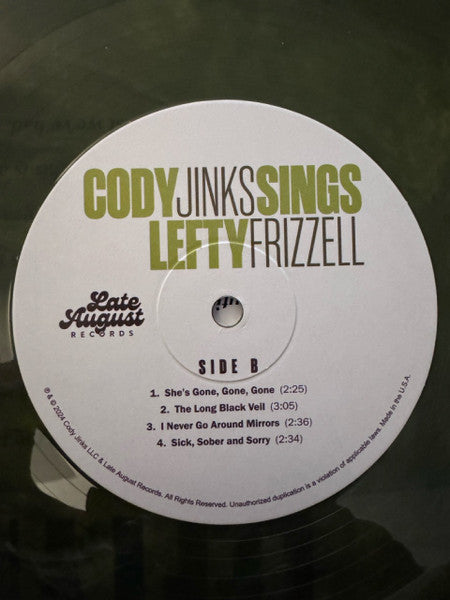 CODYJINKSSINGS
LEFTYFRIZZELL
Late
August
RECORDS
SIDE B
1. She's Gone, Gone, Gone (2:25)
2. The Long Black Veil (3:05)
3. I Never Go Around Mirrors (2:36)
4. Sick, Sober and Sorry (2:34)
℗ & © 2024 Cody Jinks LLC & Late August Records. All Rights Reserved. Unauthorized duplication is a violation of applicable laws. Made in the U.S.A.